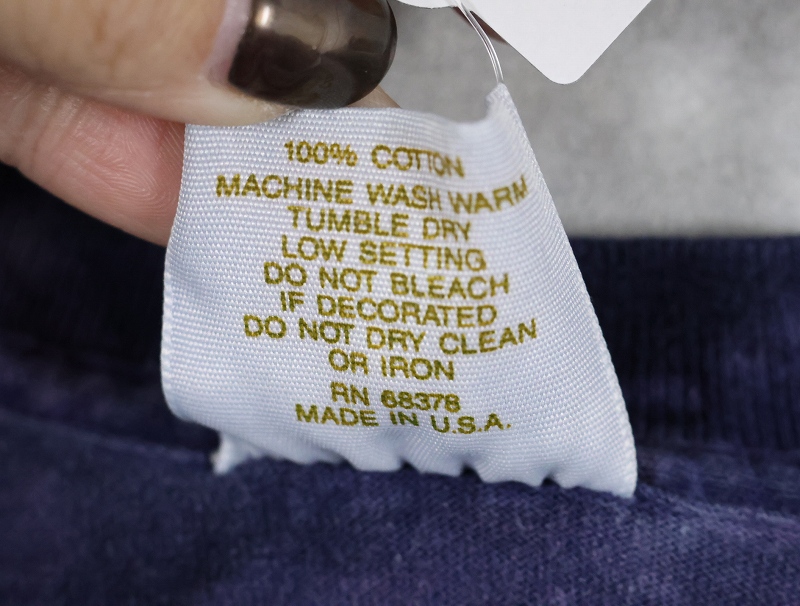 100% COTTON
MACHINE WASH WARM
TUMBLE DRY
LOW SETTING
DO NOT BLEACH
IF DECORATED
DO NOT DRY CLEAN
OR IRON
RN 68378
MADE IN U.S.A.